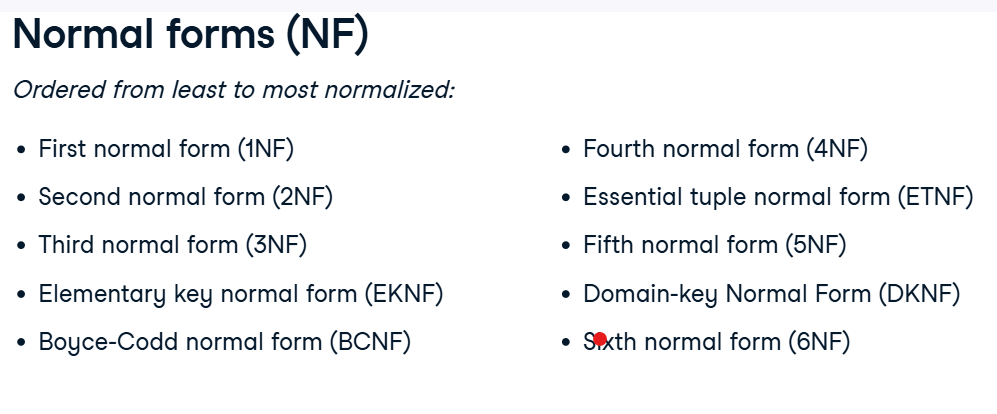 Normal forms (NF)
Ordered from least to most normalized:
• First normal form (1NF)
• Second normal form (2NF)
• Third normal form (3NF)
• Elementary key normal form (EKNF)
• Boyce-Codd normal form (BCNF)
• Fourth normal form (4NF)
• Essential tuple normal form (ETNF)
• Fifth normal form (5NF)
• Domain-key Normal Form (DKNF)
• Sixth normal form (6NF)